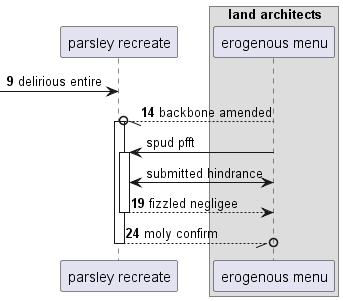 land architects
parsley recreate
erogenous menu
9 delirious entire
14 backbone amended
spud pfft
submitted hindrance
19 fizzled negligee
24 moly confirm
parsley recreate
erogenous menu